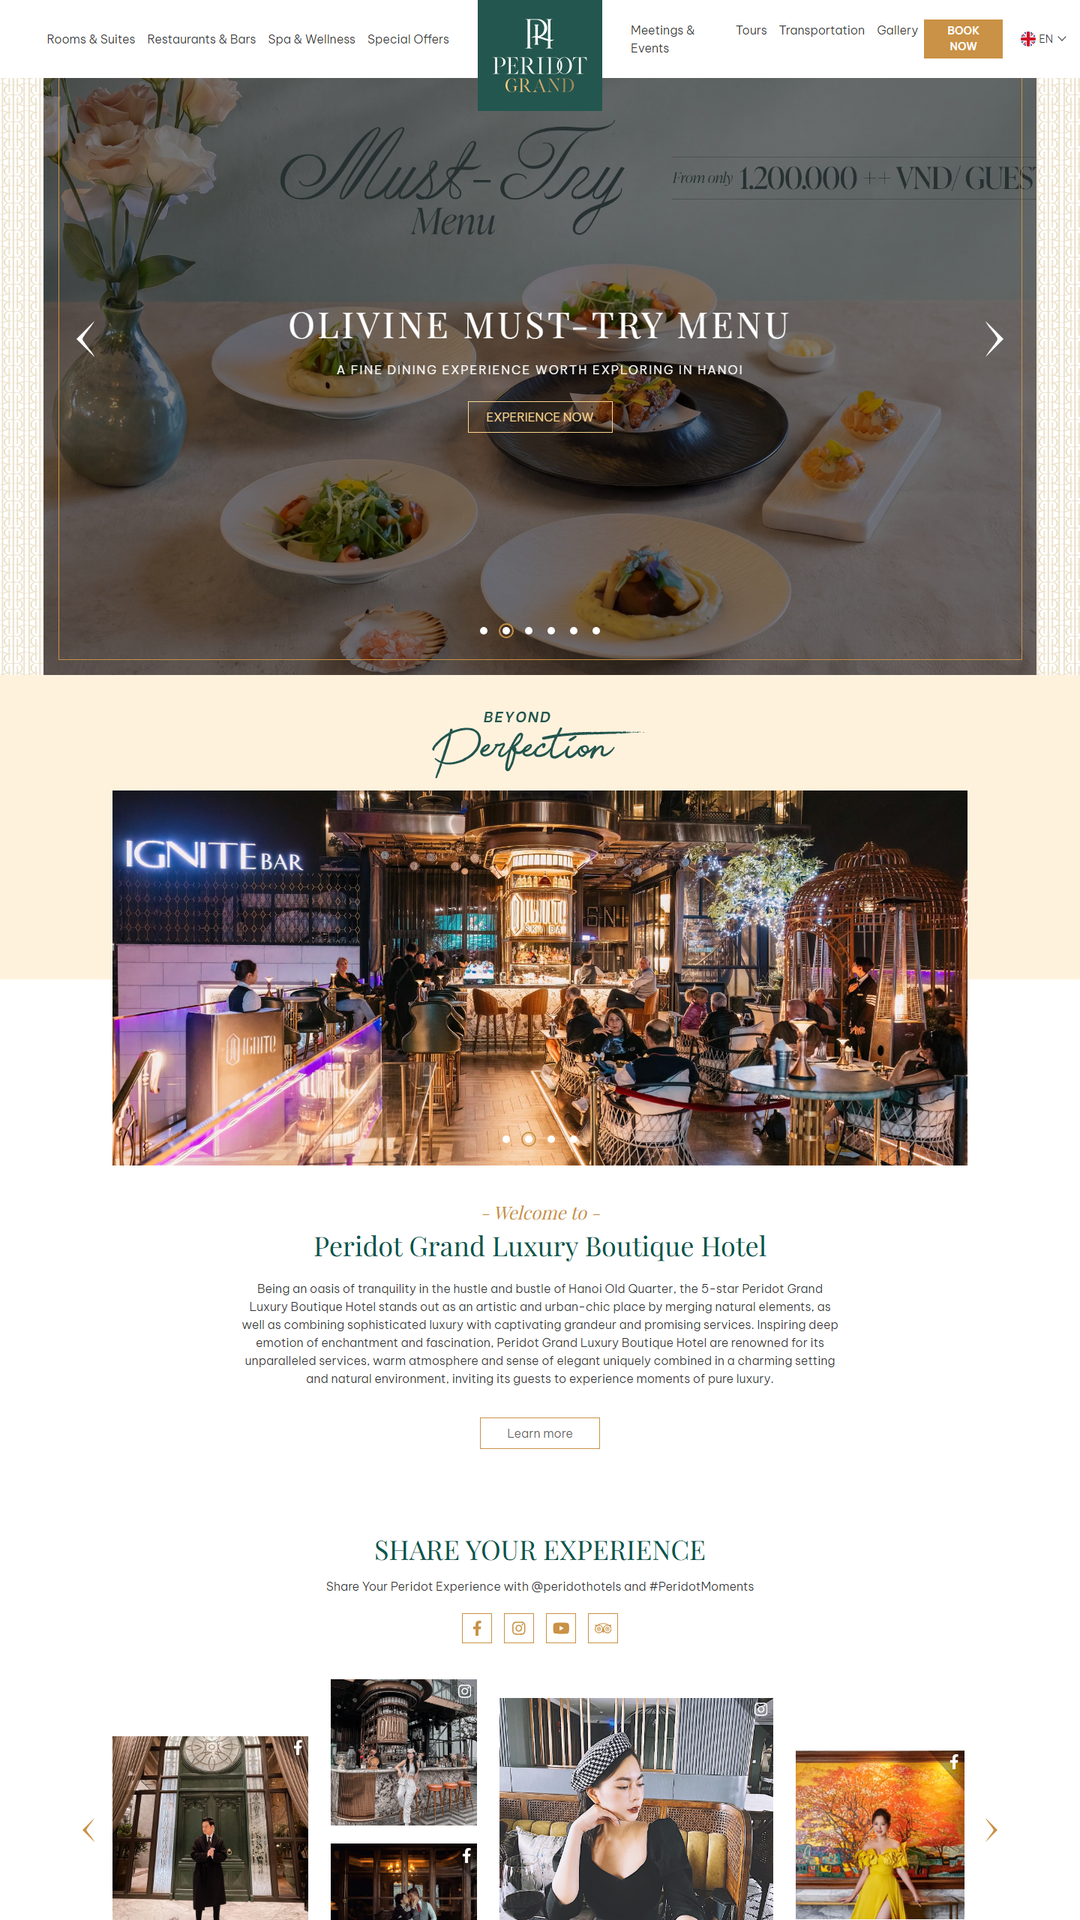 Rooms & Suites
Restaurants & Bars
Spa & Wellness
Special Offers
PERIDOT
GRAND
Meetings &
Events
Tours
Transportation
Gallery
BOOK
NOW
EN
Must-Try
Menu
From only 1.200.000 ++ VND/ GUEST
OLIVINE MUST-TRY MENU
A FINE DINING EXPERIENCE WORTH EXPLORING IN HANOI
EXPERIENCE NOW
BEYOND
Perfection
IGNITE BAR
IGNITE
SKY BAR
IGNITE
- Welcome to -
Peridot Grand Luxury Boutique Hotel
Being an oasis of tranquility in the hustle and bustle of Hanoi Old Quarter, the 5-star Peridot Grand
Luxury Boutique Hotel stands out as an artistic and urban-chic place by merging natural elements, as
well as combining sophisticated luxury with captivating grandeur and promising services. Inspiring deep
emotion of enchantment and fascination, Peridot Grand Luxury Boutique Hotel are renowned for its
unparalleled services, warm atmosphere and sense of elegant uniquely combined in a charming setting
and natural environment, inviting its guests to experience moments of pure luxury.
Learn more
SHARE YOUR EXPERIENCE
Share Your Peridot Experience with @peridothotels and #PeridotMoments